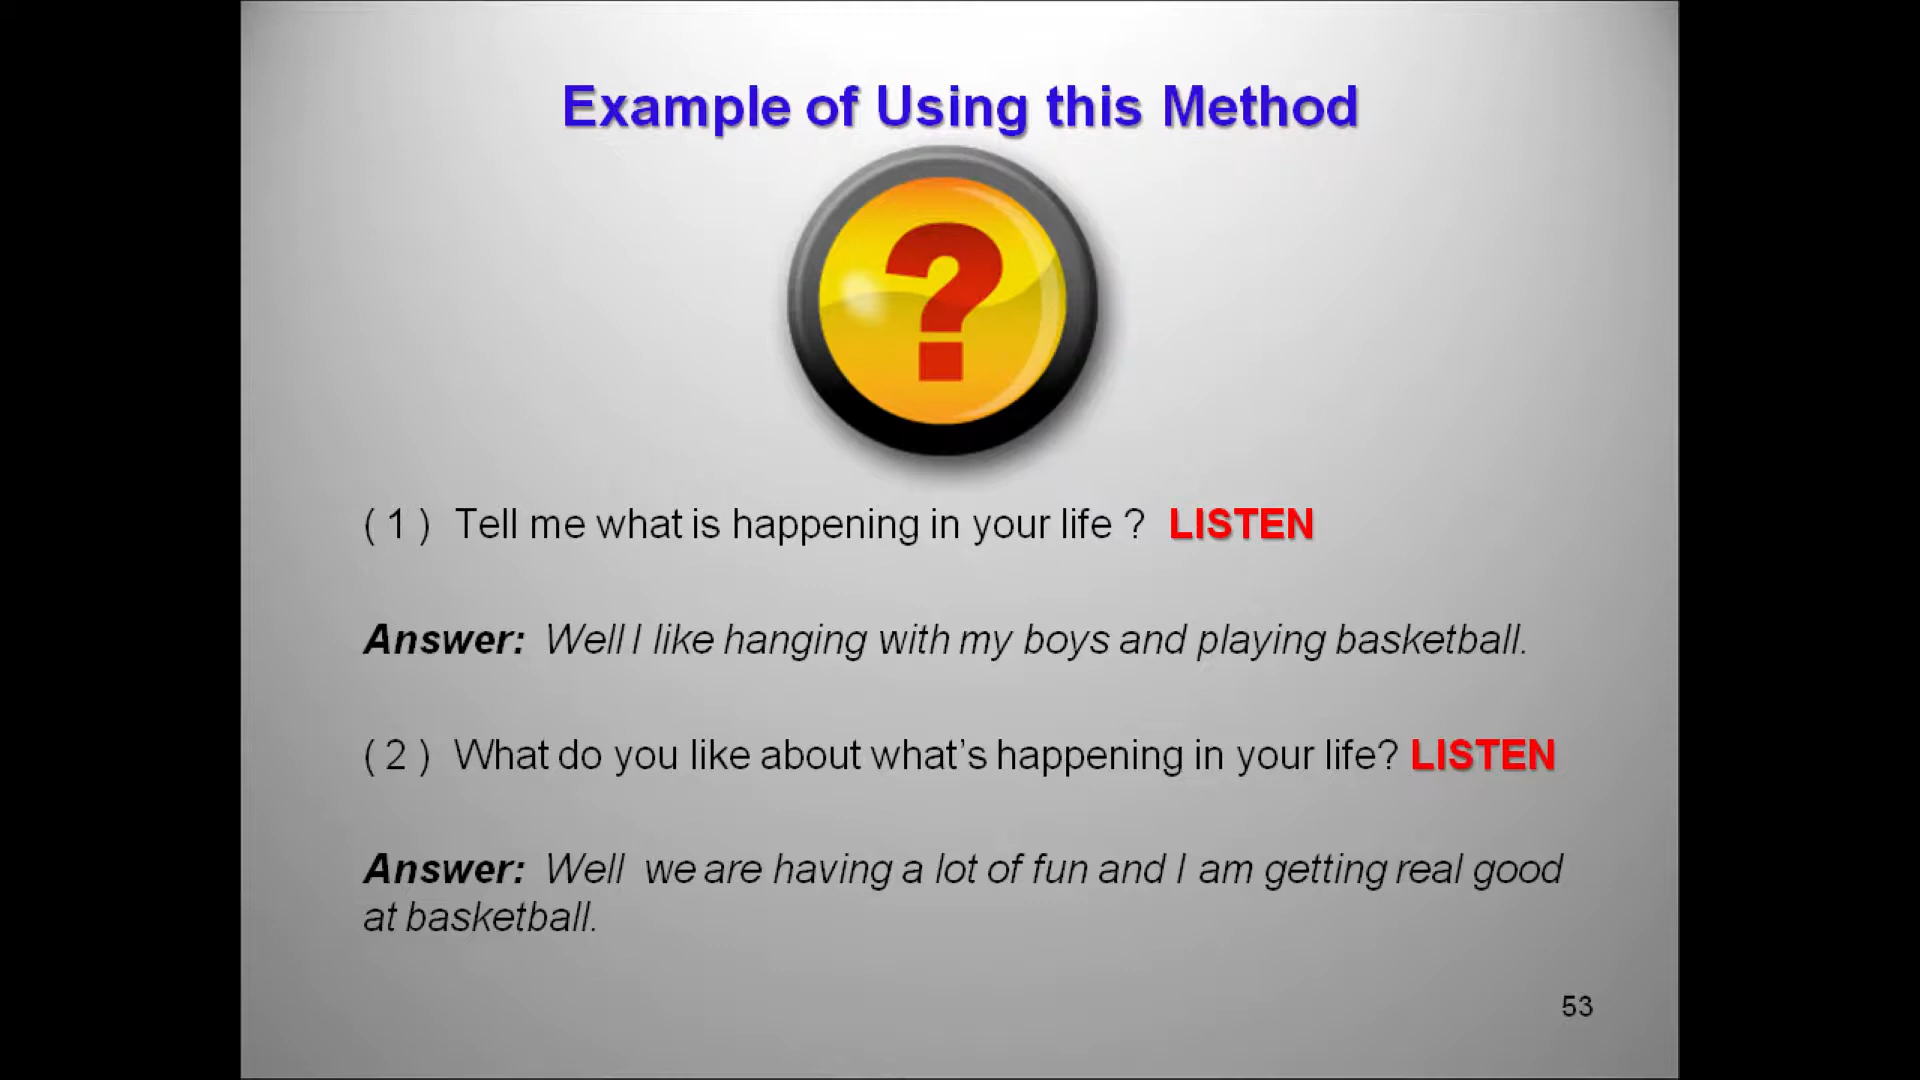 Example of Using this Method
?
( 1 ) Tell me what is happening in your life ? LISTEN
Answer: Well I like hanging with my boys and playing basketball.
( 2 ) What do you like about what’s happening in your life? LISTEN
Answer: Well we are having a lot of fun and I am getting real good
at basketball.
53